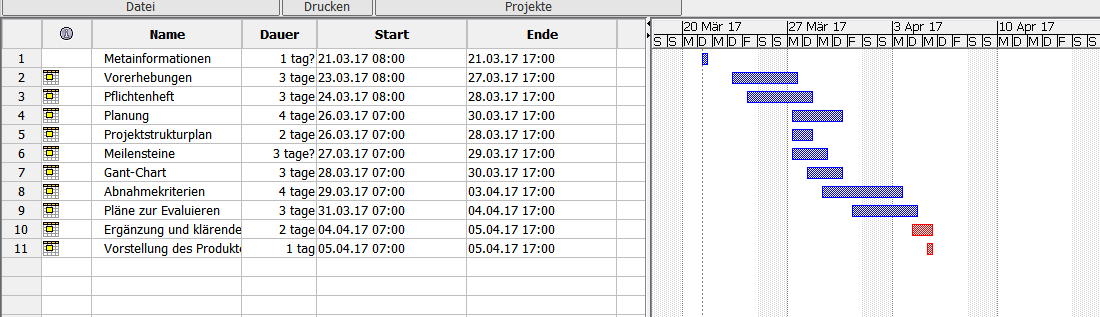 Datei Drucken Projekte
Name Dauer Start Ende
20 Mär 17 27 Mär 17 3 Apr 17 10 Apr 17
S S M D M D F S S M D M D F S S M D M D F S S M D M D F S S
1 Metainformationen 1 tag? 21.03.17 08:00 21.03.17 17:00
2 Vorerhebungen 3 tage 23.03.17 08:00 27.03.17 17:00
3 Pflichtenheft 3 tage 24.03.17 08:00 28.03.17 17:00
4 Planung 4 tage 26.03.17 07:00 30.03.17 17:00
5 Projektstrukturplan 2 tage 26.03.17 07:00 28.03.17 17:00
6 Meilensteine 3 tage? 27.03.17 07:00 29.03.17 17:00
7 Gant-Chart 3 tage 28.03.17 07:00 30.03.17 17:00
8 Abnahmekriterien 4 tage 29.03.17 07:00 03.04.17 17:00
9 Pläne zur Evaluieren 3 tage 31.03.17 07:00 04.04.17 17:00
10 Ergänzung und klärende 2 tage 04.04.17 07:00 05.04.17 17:00
11 Vorstellung des Produkte 1 tag 05.04.17 07:00 05.04.17 17:00